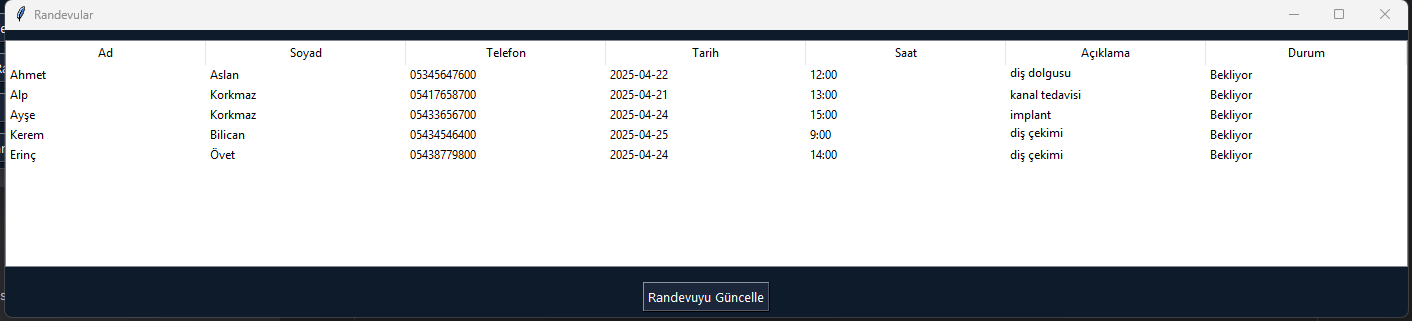 Randevular
Ad Soyad Telefon Tarih Saat Açıklama Durum
Ahmet Aslan 05345647600 2025-04-22 12:00 diş dolgusu Bekliyor
Alp Korkmaz 05417658700 2025-04-21 13:00 kanal tedavisi Bekliyor
Ayşe Korkmaz 05433656700 2025-04-24 15:00 implant Bekliyor
Kerem Bilican 05434546400 2025-04-25 9:00 diş çekimi Bekliyor
Erinç Övet 05438779800 2025-04-24 14:00 diş çekimi Bekliyor
Randevuyu Güncelle